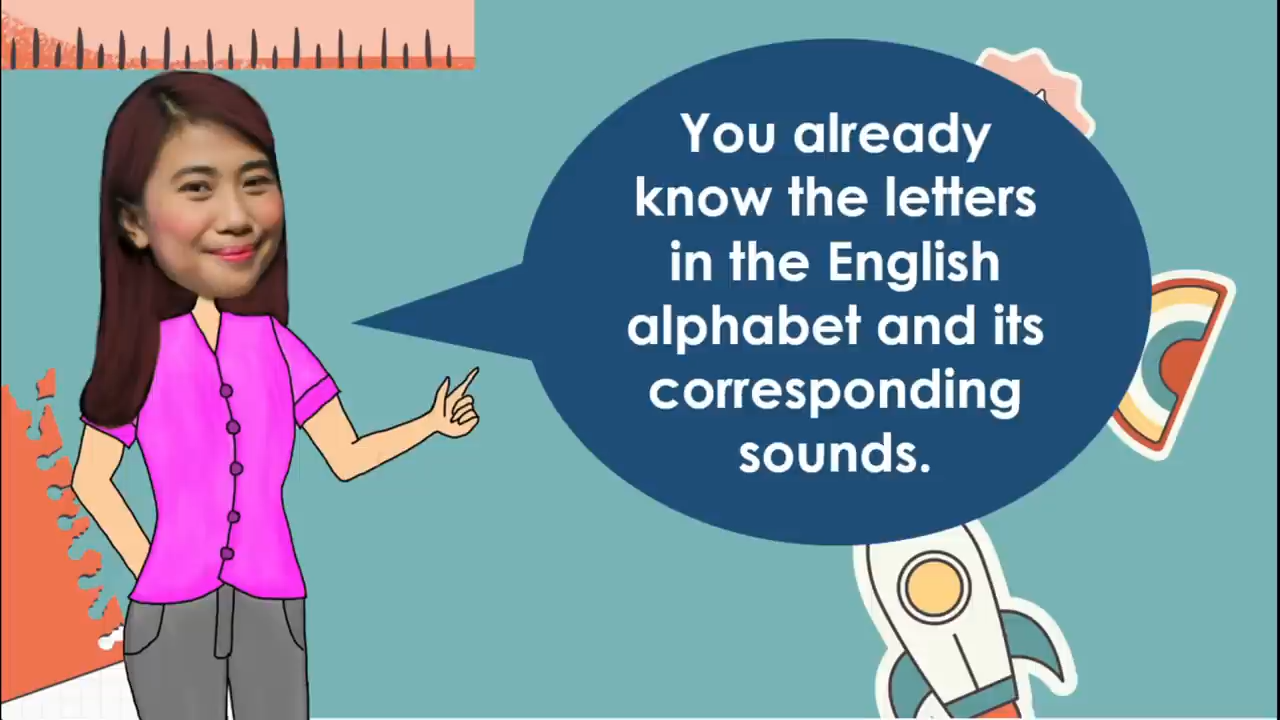 You already
know the letters
in the English
alphabet and its
corresponding
sounds.